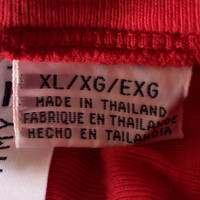 XL/XG/EXG
MADE IN THAILAND
FABRIQUE EN THAILANDE
HECHO EN TAILANDIA